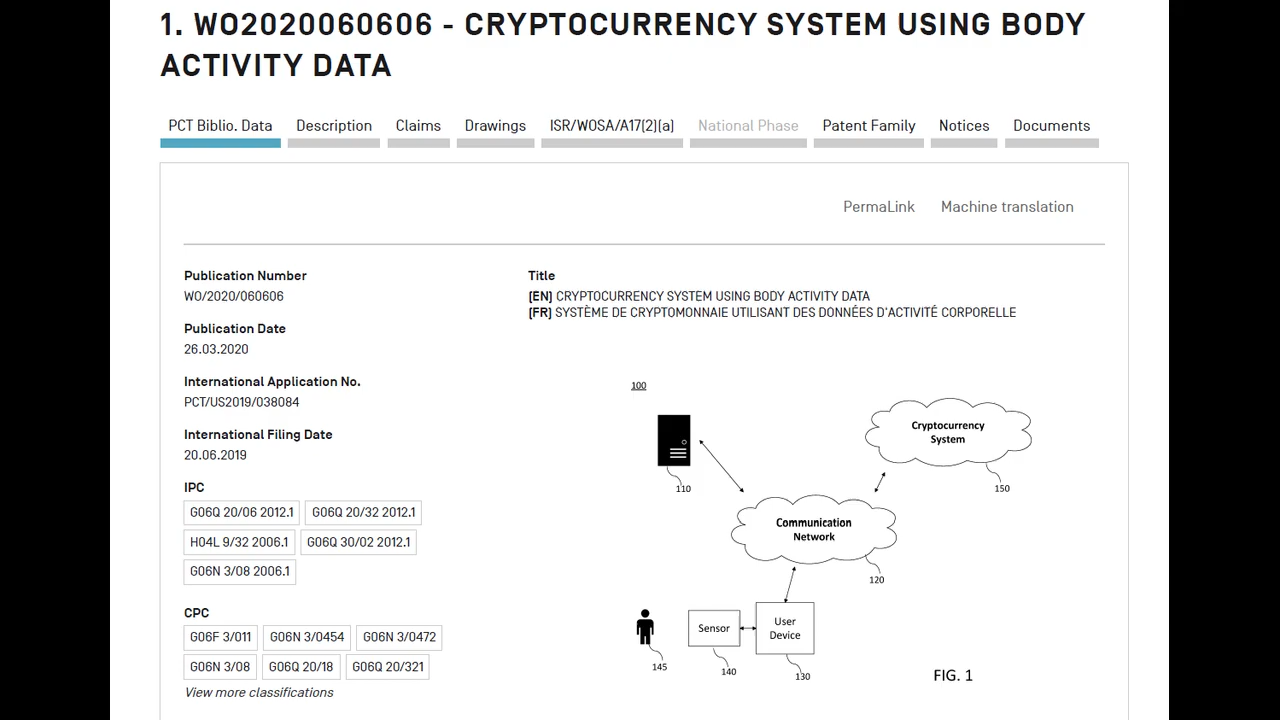 1. WO2020060606 - CRYPTOCURRENCY SYSTEM USING BODY
ACTIVITY DATA
PCT Biblio. Data Description Claims Drawings ISR/WOSA/A17(2)(a) National Phase Patent Family Notices Documents
PermaLink Machine translation
Publication Number
WO/2020/060606
Publication Date
26.03.2020
International Application No.
PCT/US2019/038084
International Filing Date
20.06.2019
IPC
G06Q 20/06 2012.1 G06Q 20/32 2012.1
H04L 9/32 2006.1 G06Q 30/02 2012.1
G06N 3/08 2006.1
CPC
G06F 3/011 G06N 3/0454 G06N 3/0472
G06N 3/08 G06Q 20/18 G06Q 20/321
View more classifications
Title
(EN) CRYPTOCURRENCY SYSTEM USING BODY ACTIVITY DATA
(FR) SYSTÈME DE CRYPTOMONNAIE UTILISANT DES DONNÉES D'ACTIVITÉ CORPORELLE
100
Cryptocurrency
System
110
150
Communication
Network
120
Sensor
User
Device
145
140
130
FIG. 1